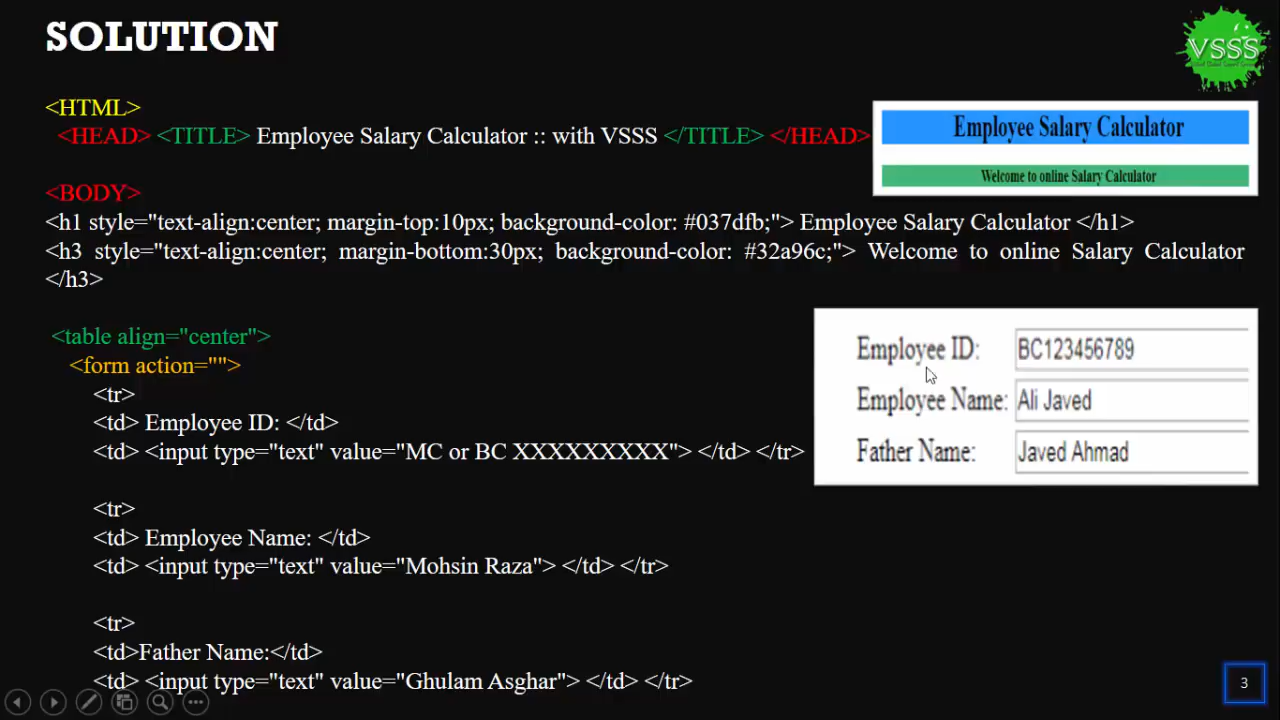 SOLUTION
VSSS
<HTML>
<HEAD> <TITLE> Employee Salary Calculator :: with VSSS </TITLE> </HEAD>
Employee Salary Calculator
Welcome to online Salary Calculator
<BODY>
<h1 style="text-align:center; margin-top:10px; background-color: #037dfb;"> Employee Salary Calculator </h1>
<h3 style="text-align:center; margin-bottom:30px; background-color: #32a96c;"> Welcome to online Salary Calculator
</h3>
<table align="center">
<form action="">
<tr>
<td> Employee ID: </td>
<td> <input type="text" value="MC or BC XXXXXXXXX"> </td> </tr>
Employee ID: BC123456789
Employee Name: Ali Javed
Father Name: Javed Ahmad
<tr>
<td> Employee Name: </td>
<td> <input type="text" value="Mohsin Raza"> </td> </tr>
<tr>
<td>Father Name:</td>
<td> <input type="text" value="Ghulam Asghar"> </td> </tr>
3